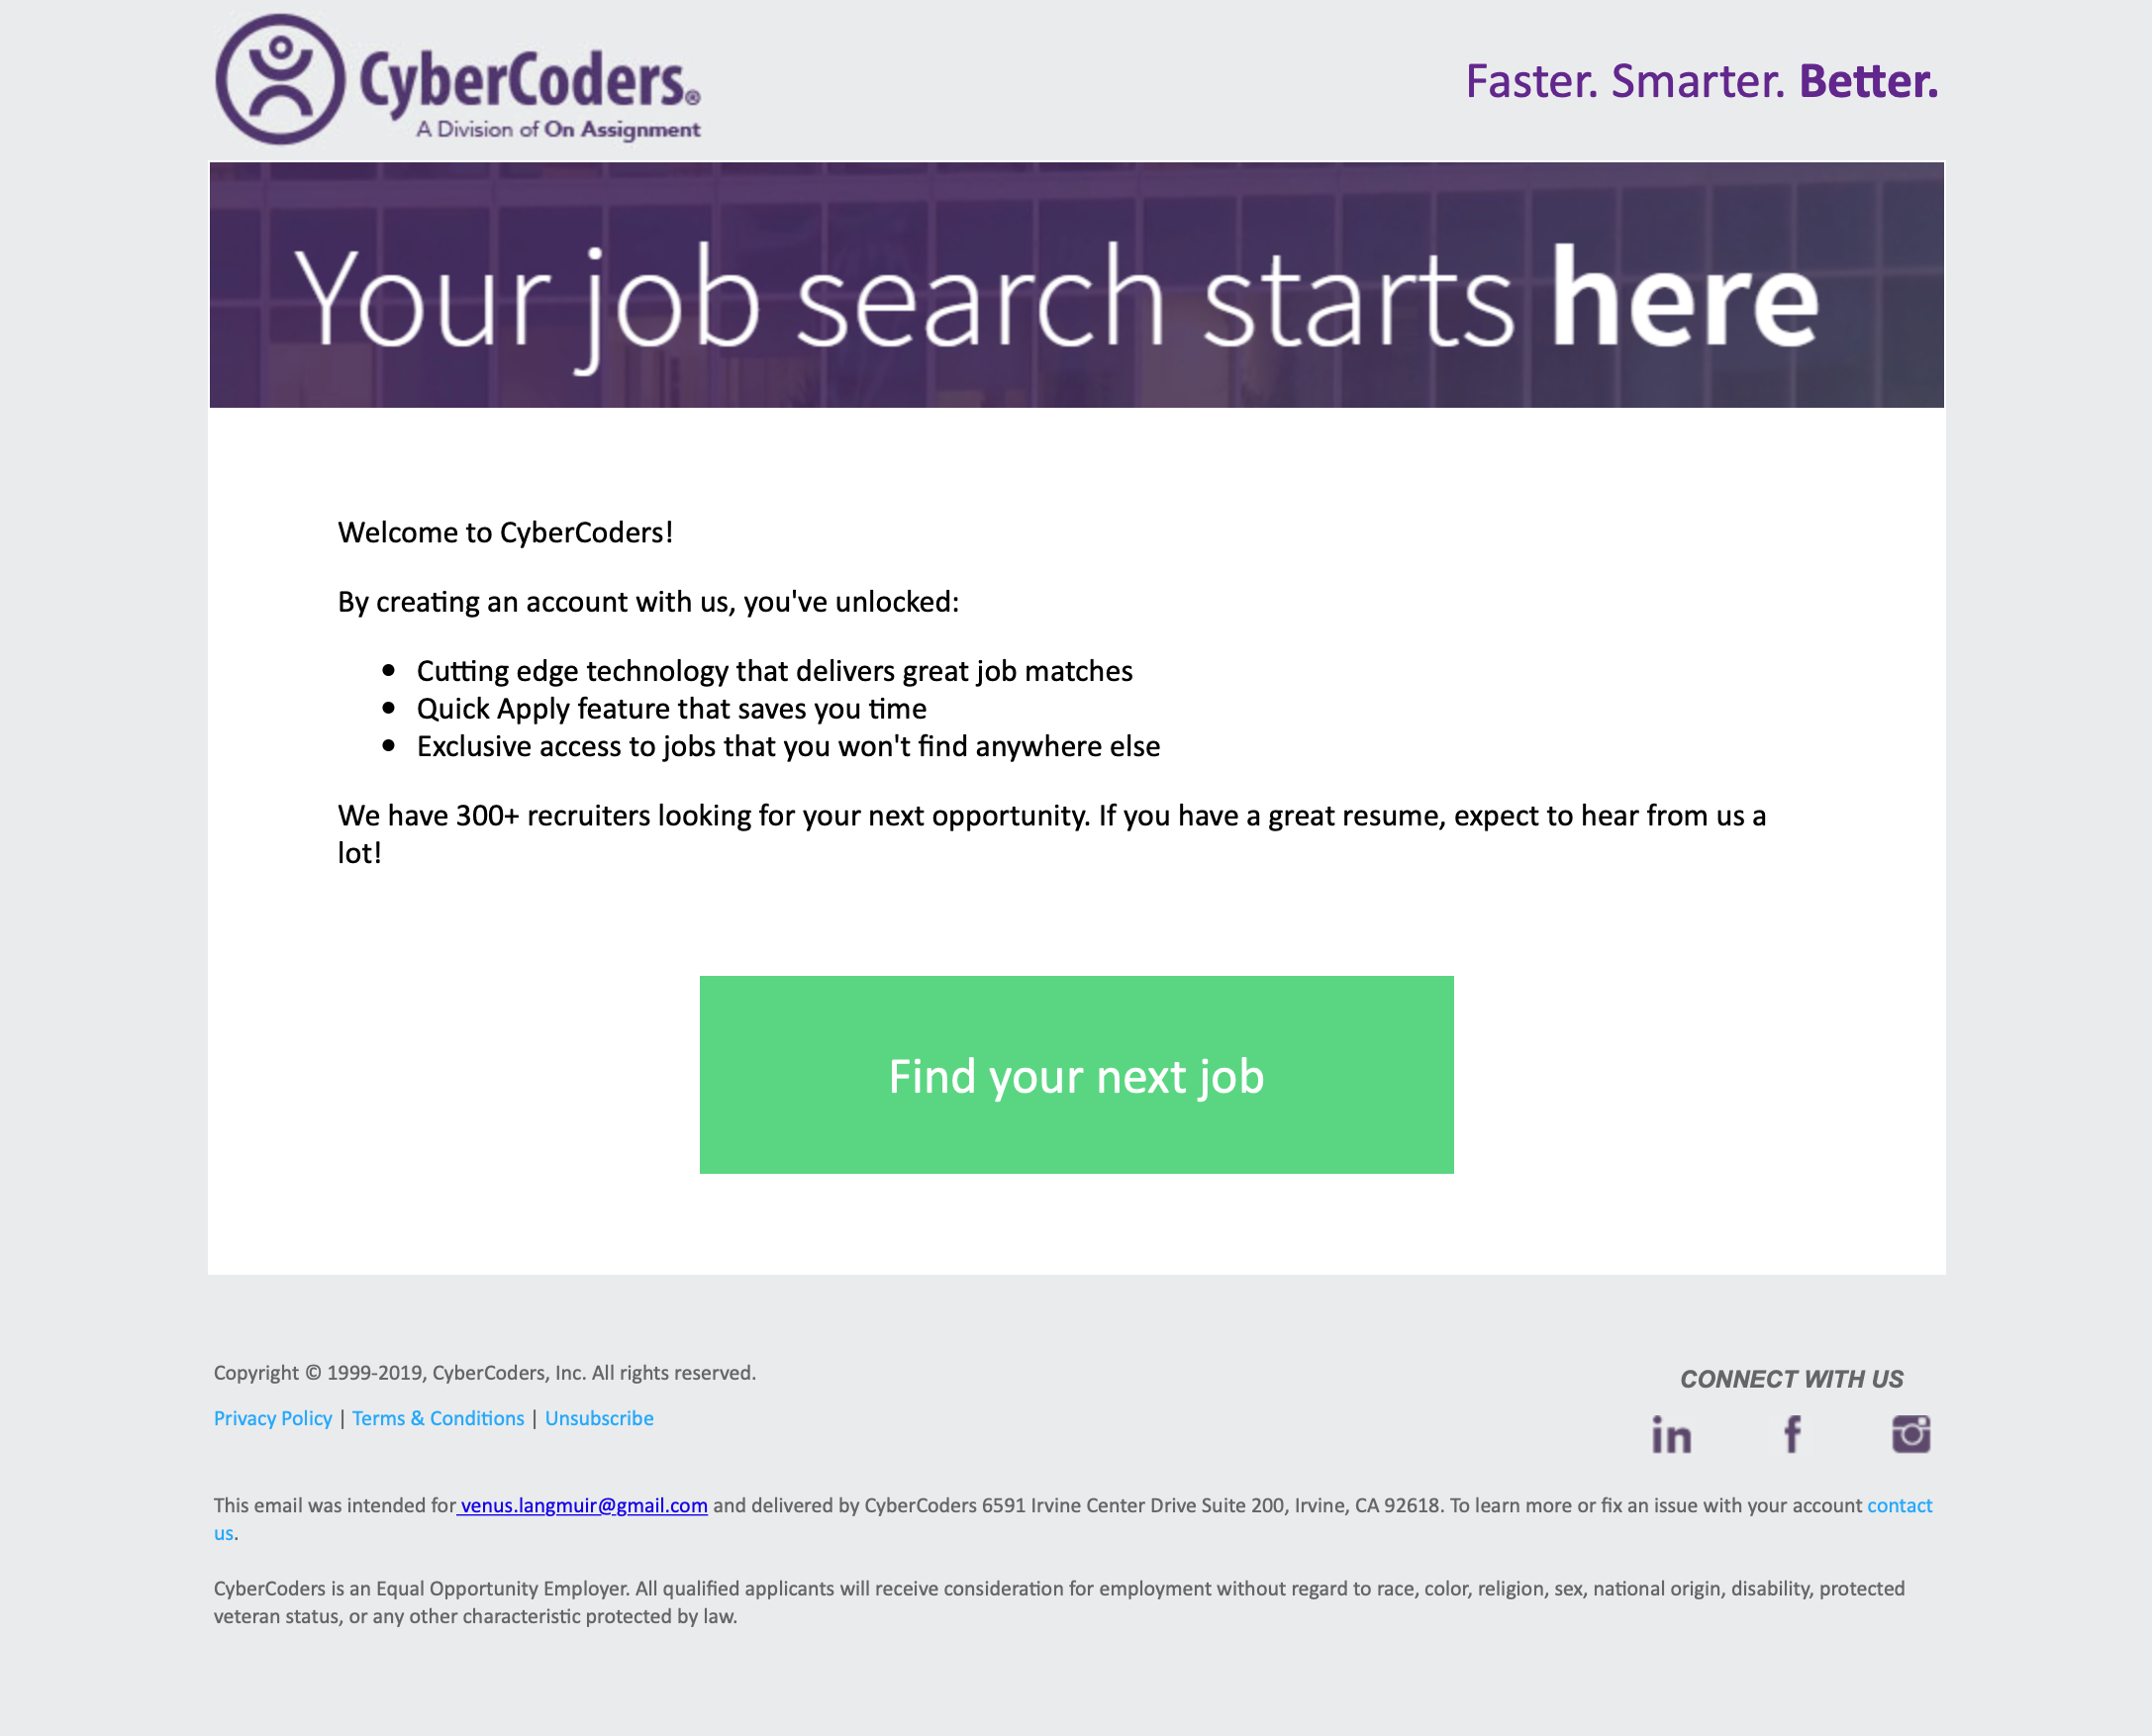 CyberCoders®
A Division of On Assignment
Faster. Smarter. Better.
Your job search starts here
Welcome to CyberCoders!
By creating an account with us, you've unlocked:
• Cutting edge technology that delivers great job matches
• Quick Apply feature that saves you time
• Exclusive access to jobs that you won't find anywhere else
We have 300+ recruiters looking for your next opportunity. If you have a great resume, expect to hear from us a
lot!
Find your next job
Copyright © 1999-2019, CyberCoders, Inc. All rights reserved.
Privacy Policy | Terms & Conditions | Unsubscribe
CONNECT WITH US
in f
This email was intended for venus.langmuir@gmail.com and delivered by CyberCoders 6591 Irvine Center Drive Suite 200, Irvine, CA 92618. To learn more or fix an issue with your account contact
us.
CyberCoders is an Equal Opportunity Employer. All qualified applicants will receive consideration for employment without regard to race, color, religion, sex, national origin, disability, protected
veteran status, or any other characteristic protected by law.